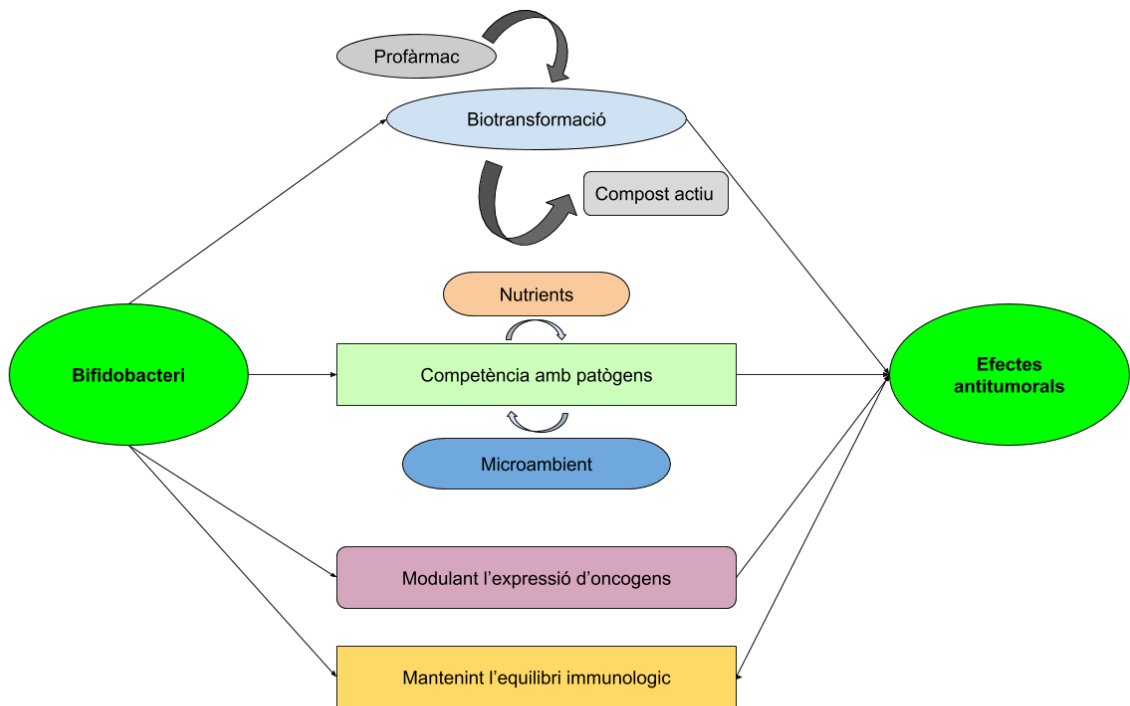 Profàrmac
Biotransformació
Compost actiu
Nutrients
Bifidobacteri
Competència amb patògens
Efectes
antitumorals
Microambient
Modulant l’expressió d’oncogens
Mantenint l’equilibri immunologic